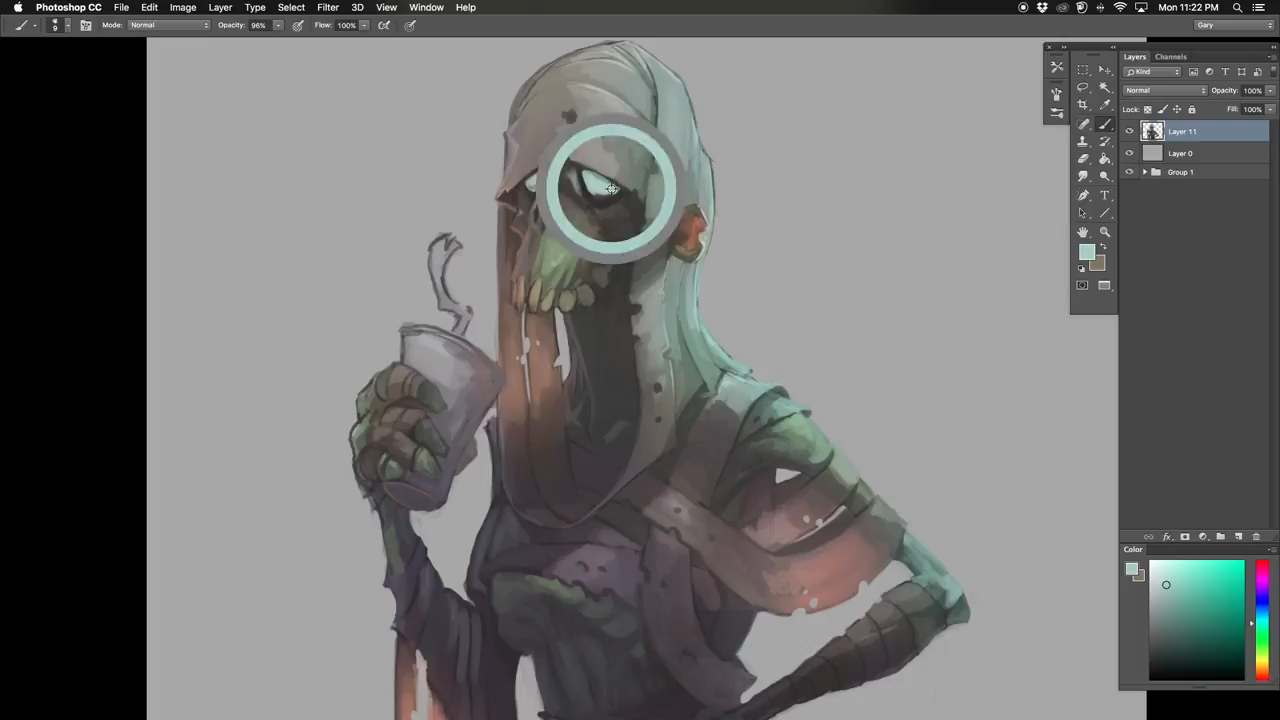 Photoshop CC File Edit Image Layer Type Select Filter 3D View Window Help Mon 11:22 PM
9 Mode: Normal Opacity: 96% Flow: 100% Gary
Layers Channels
Kind
Normal Opacity: 100%
Lock: Fill: 100%
Layer 11
Layer 0
Group 1
fx
Color